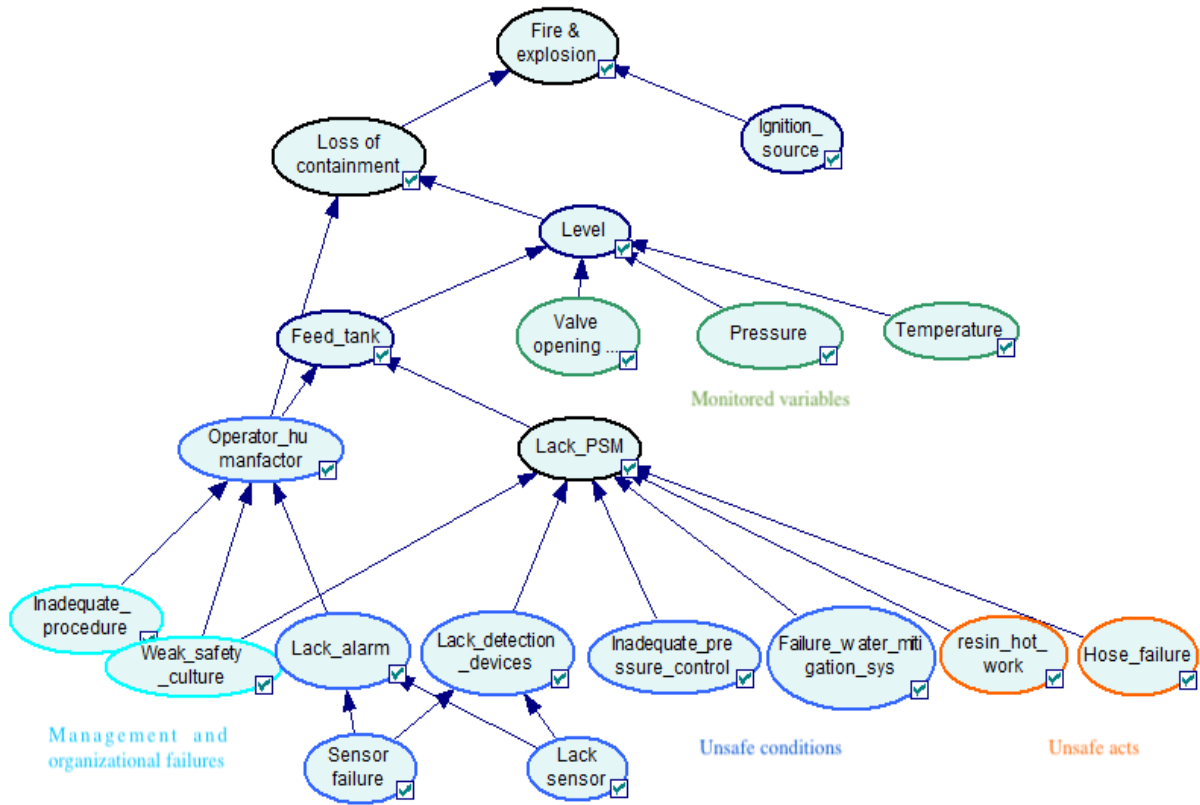 Fire &
explosion
Ignition_
source
Loss of
containment
Level
Feed_tank
Valve
opening ...
Pressure
Temperature
Monitored variables
Operator_hu
manfactor
Lack_PSM
Inadequate_
procedure
Weak_safety
_culture
Lack_alarm
Lack_detection
_devices
Inadequate_pre
ssure_control
Failure_water_miti
gation_sys
resin_hot_
work
Hose_failure
Management and
organizational failures
Sensor
failure
Lack
sensor
Unsafe conditions
Unsafe acts